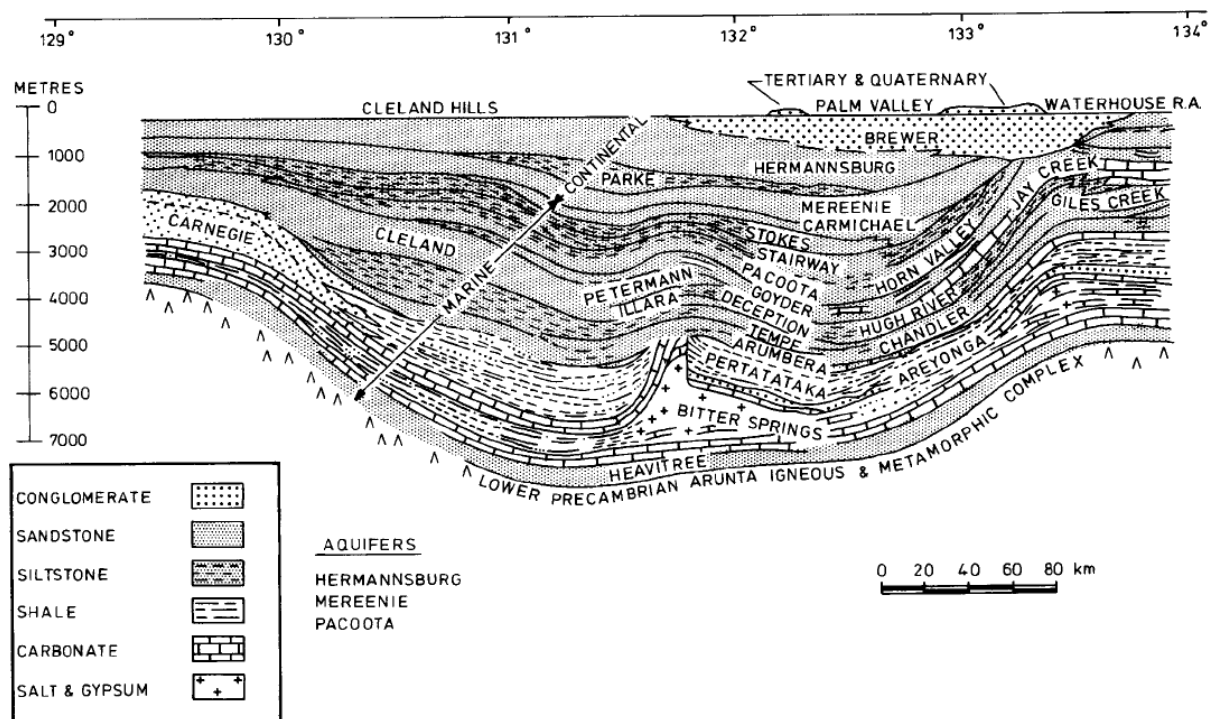 129° 130° 131° 132° 133° 134°
METRES
0
1000
2000
3000
4000
5000
6000
7000
TERTIARY & QUATERNARY
CLELAND HILLS
PALM VALLEY
WATERHOUSE R.A.
BREWER
CONTINENTAL
HERMANNSBURG
PARKE
JAY CREEK
GILES CREEK
MEREENIE
CARMICHAEL
CARNEGIE
CLELAND
STOKES
STAIRWAY
HORN VALLEY
MARINE
PACOOTA
PETERMANN
GOYDER
ILLARA
DECEPTION
HUGH RIVER
TEMPE
CHANDLER
ARUMBERA
PERTATATAKA
AREYONGA
BITTER SPRINGS
HEAVITREE
LOWER PRECAMBRIAN ARUNTA IGNEOUS & METAMORPHIC COMPLEX
CONGLOMERATE
SANDSTONE
SILTSTONE
SHALE
CARBONATE
SALT & GYPSUM
AQUIFERS
HERMANNSBURG
MEREENIE
PACOOTA
0 20 40 60 80 km